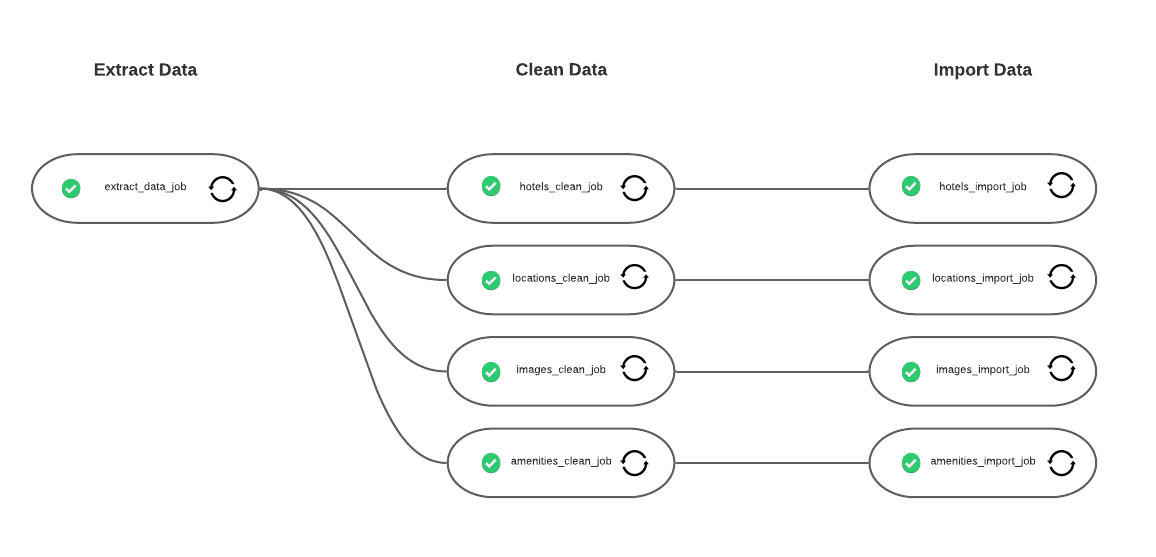 Extract Data
Clean Data
Import Data
extract_data_job
hotels_clean_job
hotels_import_job
locations_clean_job
locations_import_job
images_clean_job
images_import_job
amenities_clean_job
amenities_import_job